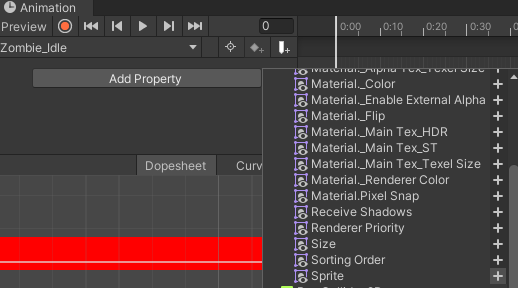 Animation
Preview
0
0:00
0:10
0:20
0:30
Zombie_Idle
Add Property
Dopesheet
Curv
Material._Alpha Tex_Texel Size
Material._Color
Material._Enable External Alpha
Material._Flip
Material._Main Tex_HDR
Material._Main Tex_ST
Material._Main Tex_Texel Size
Material._Renderer Color
Material.Pixel Snap
Receive Shadows
Renderer Priority
Size
Sorting Order
Sprite